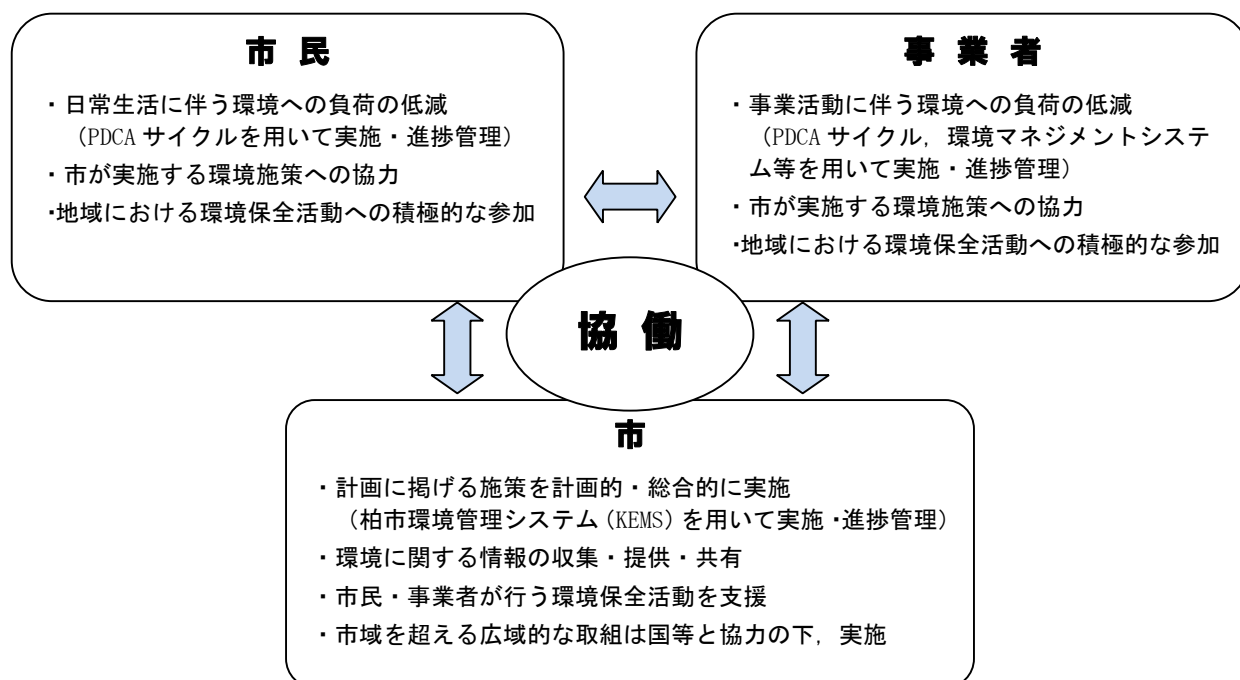 市 民
・日常生活に伴う環境への負荷の低減
(PDCA サイクルを用いて実施・進捗管理)
・市が実施する環境施策への協力
・地域における環境保全活動への積極的な参加
事 業 者
・事業活動に伴う環境への負荷の低減
(PDCA サイクル，環境マネジメントシステ
ム等を用いて実施・進捗管理)
・市が実施する環境施策への協力
・地域における環境保全活動への積極的な参加
協 働
市
・計画に掲げる施策を計画的・総合的に実施
(柏市環境管理システム(KEMS)を用いて実施・進捗管理)
・環境に関する情報の収集・提供・共有
・市民・事業者が行う環境保全活動を支援
・市域を超える広域的な取組は国等と協力の下，実施